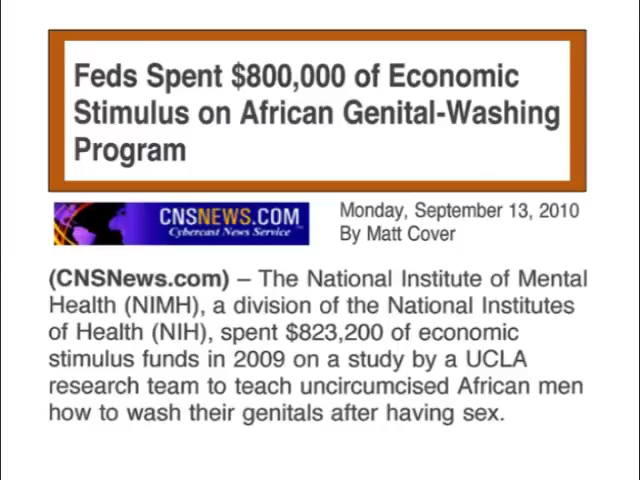 Feds Spent $800,000 of Economic
Stimulus on African Genital-Washing
Program
CNSNEWS.COM
Cybercast News Service
Monday, September 13, 2010
By Matt Cover
(CNSNews.com) – The National Institute of Mental
Health (NIMH), a division of the National Institutes
of Health (NIH), spent $823,200 of economic
stimulus funds in 2009 on a study by a UCLA
research team to teach uncircumcised African men
how to wash their genitals after having sex.